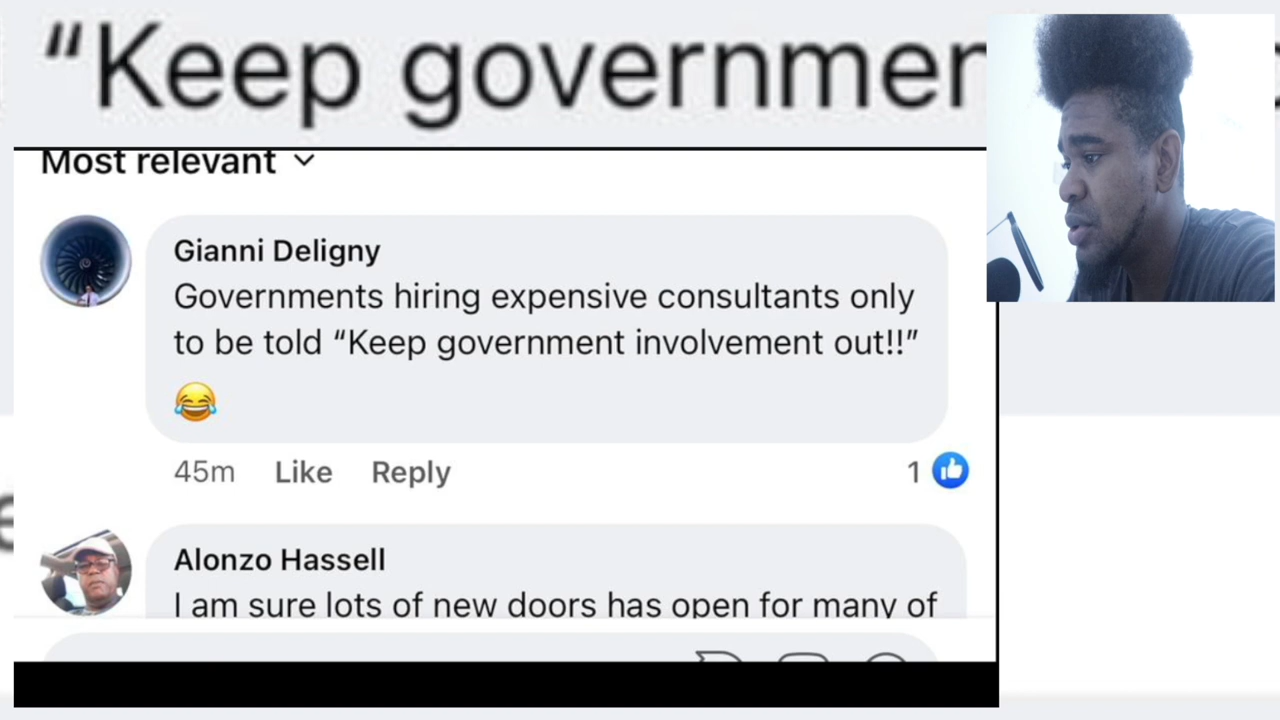 “Keep governmen
Most relevant
Gianni Deligny
Governments hiring expensive consultants only
to be told “Keep government involvement out!!”
😂
45m Like Reply 1
Alonzo Hassell
I am sure lots of new doors has open for many of